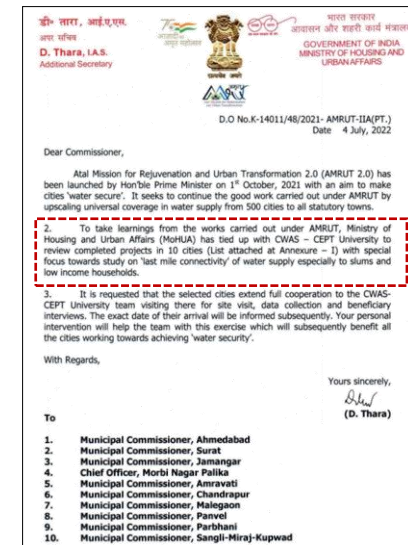 डी० तारा, आई.ए.एस.
अपर सचिव
D. Thara, I.A.S.
Additional Secretary
आज़ादी का
अमृत महोत्सव
सत्यमेव जयते
भारत सरकार
आवासन और शहरी कार्य मंत्रालय
GOVERNMENT OF INDIA
MINISTRY OF HOUSING AND
URBAN AFFAIRS
D.O No.K-14011/48/2021- AMRUT-IIA(PT.)
Date 4 July, 2022
Dear Commissioner,
Atal Mission for Rejuvenation and Urban Transformation 2.0 (AMRUT 2.0) has
been launched by Hon'ble Prime Minister on 1st October, 2021 with an aim to make
cities 'water secure'. It seeks to continue the good work carried out under AMRUT by
upscaling universal coverage in water supply from 500 cities to all statutory towns.
2. To take learnings from the works carried out under AMRUT, Ministry of
Housing and Urban Affairs (MoHUA) has tied up with CWAS – CEPT University to
review completed projects in 10 cities (List attached at Annexure – I) with special
focus towards study on 'last mile connectivity' of water supply especially to slums and
low income households.
3. It is requested that the selected cities extend full cooperation to the CWAS-
CEPT University team visiting there for site visit, data collection and beneficiary
interviews. The exact date of their arrival will be informed subsequently. Your personal
intervention will help the team with this exercise which will subsequently benefit all
the cities working towards achieving 'water security'.
With Regards,
Yours sincerely,
(D. Thara)
To
1. Municipal Commissioner, Ahmedabad
2. Municipal Commissioner, Surat
3. Municipal Commissioner, Jamangar
4. Chief Officer, Morbi Nagar Palika
5. Municipal Commissioner, Amravati
6. Municipal Commissioner, Chandrapur
7. Municipal Commissioner, Malegaon
8. Municipal Commissioner, Panvel
9. Municipal Commissioner, Parbhani
10. Municipal Commissioner, Sangli-Miraj-Kupwad